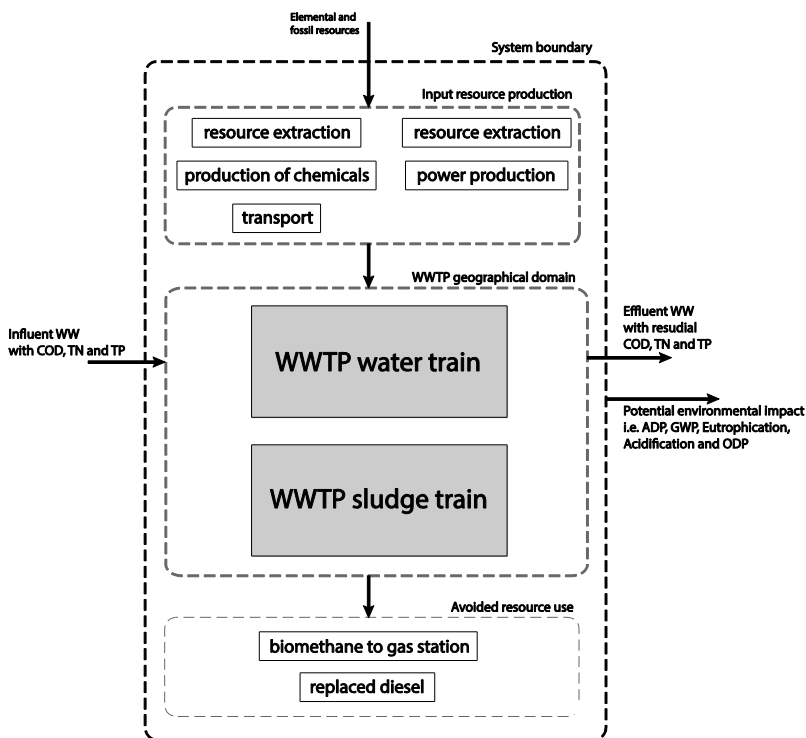 Elemental and
fossil resources
System boundary
Input resource production
resource extraction
resource extraction
production of chemicals
power production
transport
WWTP geographical domain
Influent WW
with COD, TN and TP
WWTP water train
Effluent WW
with resudial
COD, TN and TP
Potential environmental impact
i.e. ADP, GWP, Eutrophication,
Acidification and ODP
WWTP sludge train
Avoided resource use
biomethane to gas station
replaced diesel